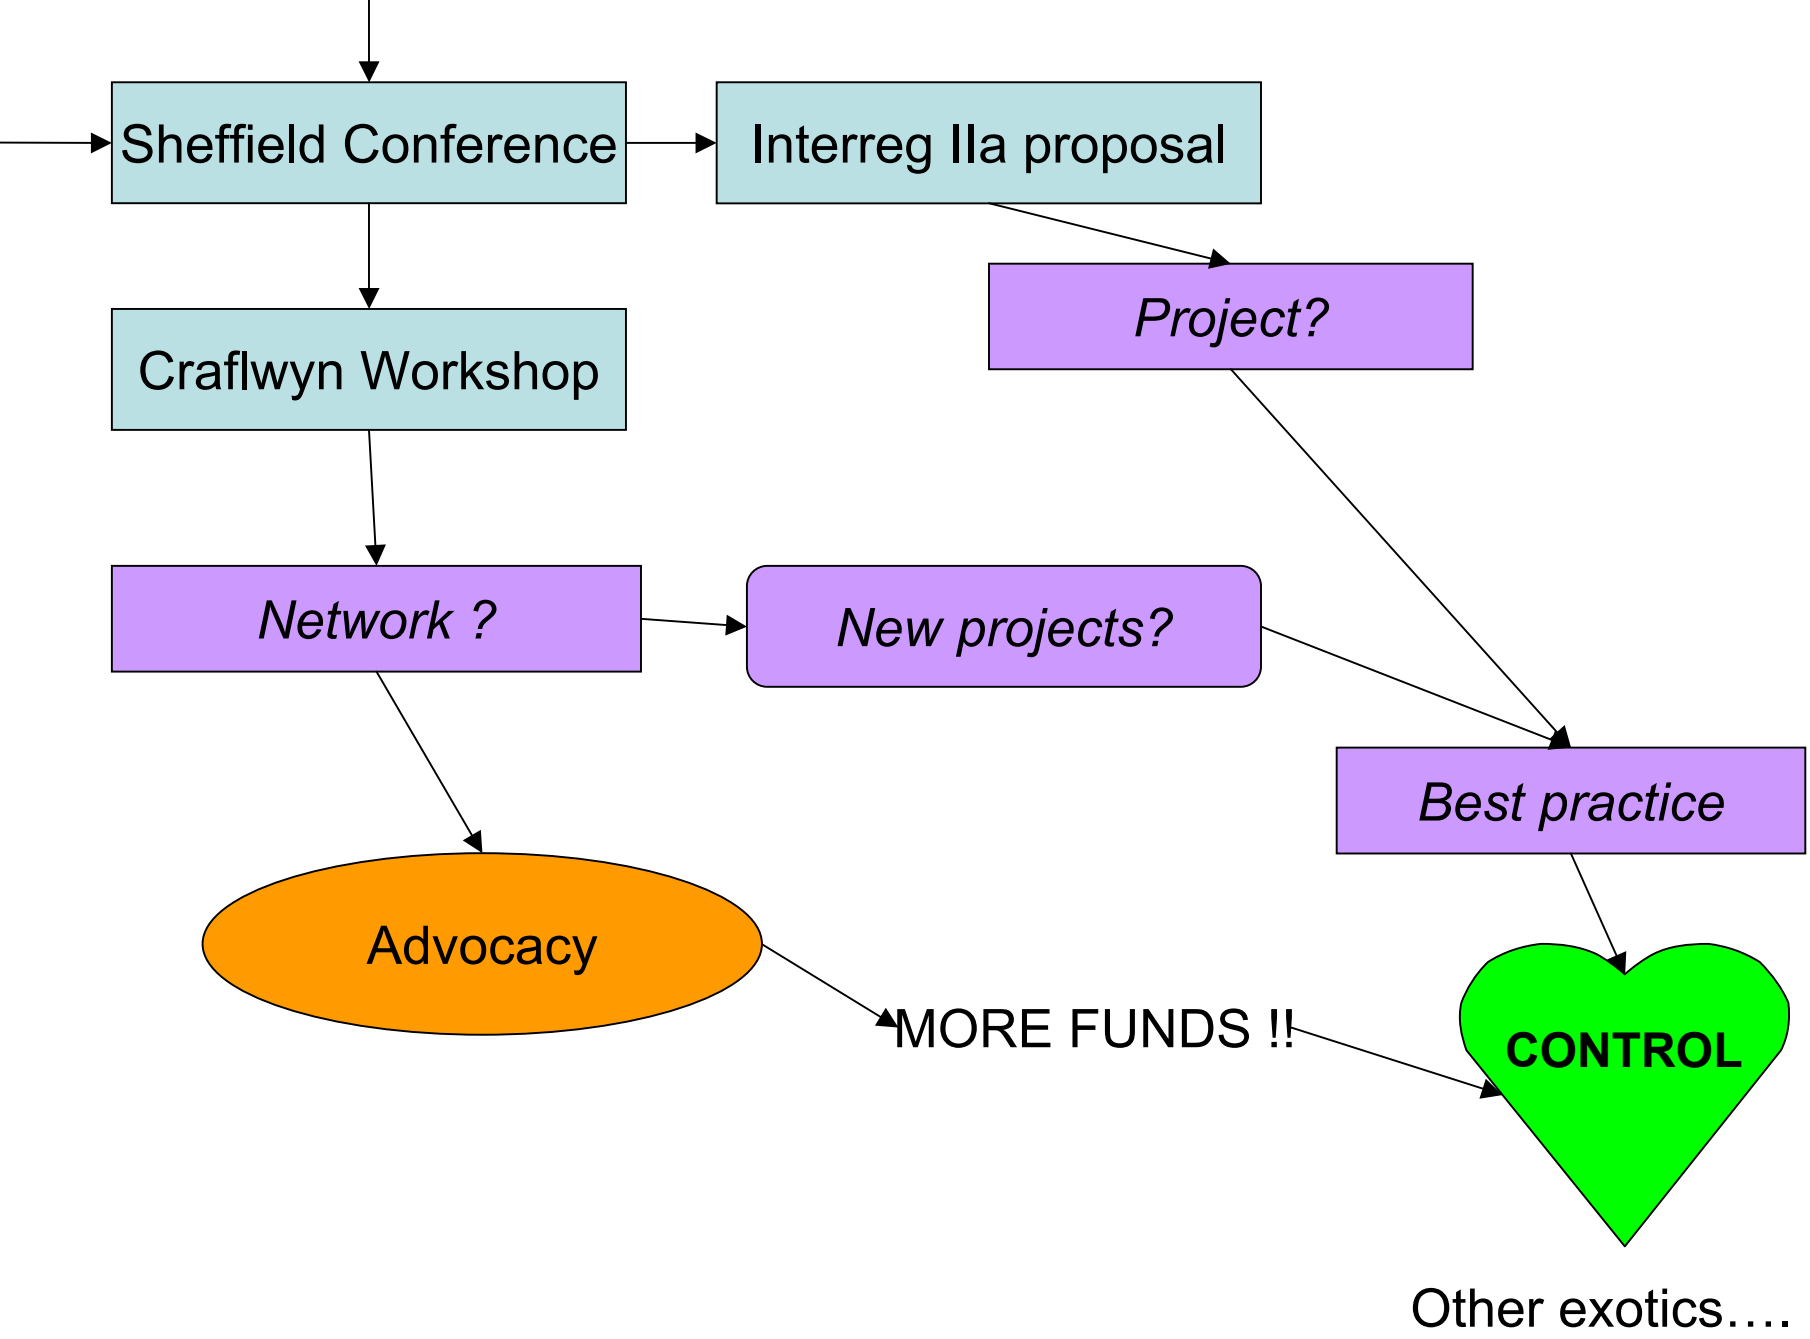 Sheffield Conference
Interreg IIa proposal
Project?
Craflwyn Workshop
Network ?
New projects?
Best practice
Advocacy
MORE FUNDS !!
CONTROL
Other exotics….